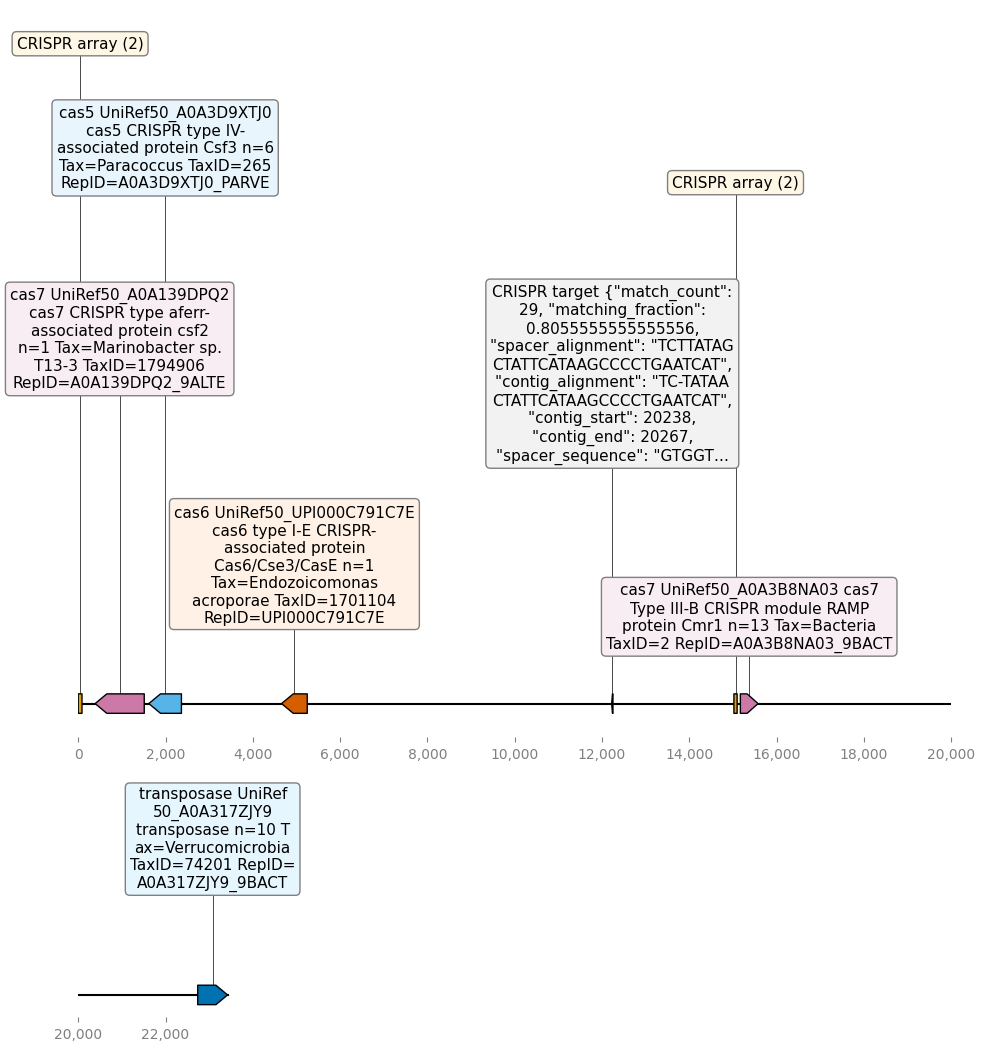 CRISPR array (2)
cas5 UniRef50_A0A3D9XTJ0
cas5 CRISPR type IV-
associated protein Csf3 n=6
Tax=Paracoccus TaxID=265
RepID=A0A3D9XTJ0_PARVE
CRISPR array (2)
cas7 UniRef50_A0A139DPQ2
cas7 CRISPR type aferr-
associated protein csf2
n=1 Tax=Marinobacter sp.
T13-3 TaxID=1794906
RepID=A0A139DPQ2_9ALTE
CRISPR target {"match_count":
29, "matching_fraction":
0.8055555555555556,
"spacer_alignment": "TCTTATAG
CTATTCATAAGCCCCTGAATCAT",
"contig_alignment": "TC-TATAA
CTATTCATAAGCCCCTGAATCAT",
"contig_start": 20238,
"contig_end": 20267,
"spacer_sequence": "GTGGT...
cas6 UniRef50_UPI000C791C7E
cas6 type I-E CRISPR-
associated protein
Cas6/Cse3/CasE n=1
Tax=Endozoicomonas
acroporae TaxID=1701104
RepID=UPI000C791C7E
cas7 UniRef50_A0A3B8NA03 cas7
Type III-B CRISPR module RAMP
protein Cmr1 n=13 Tax=Bacteria
TaxID=2 RepID=A0A3B8NA03_9BACT
0 2,000 4,000 6,000 8,000 10,000 12,000 14,000 16,000 18,000 20,000
transposase UniRef
50_A0A317ZJY9
transposase n=10 T
ax=Verrucomicrobia
TaxID=74201 RepID=
A0A317ZJY9_9BACT
20,000 22,000